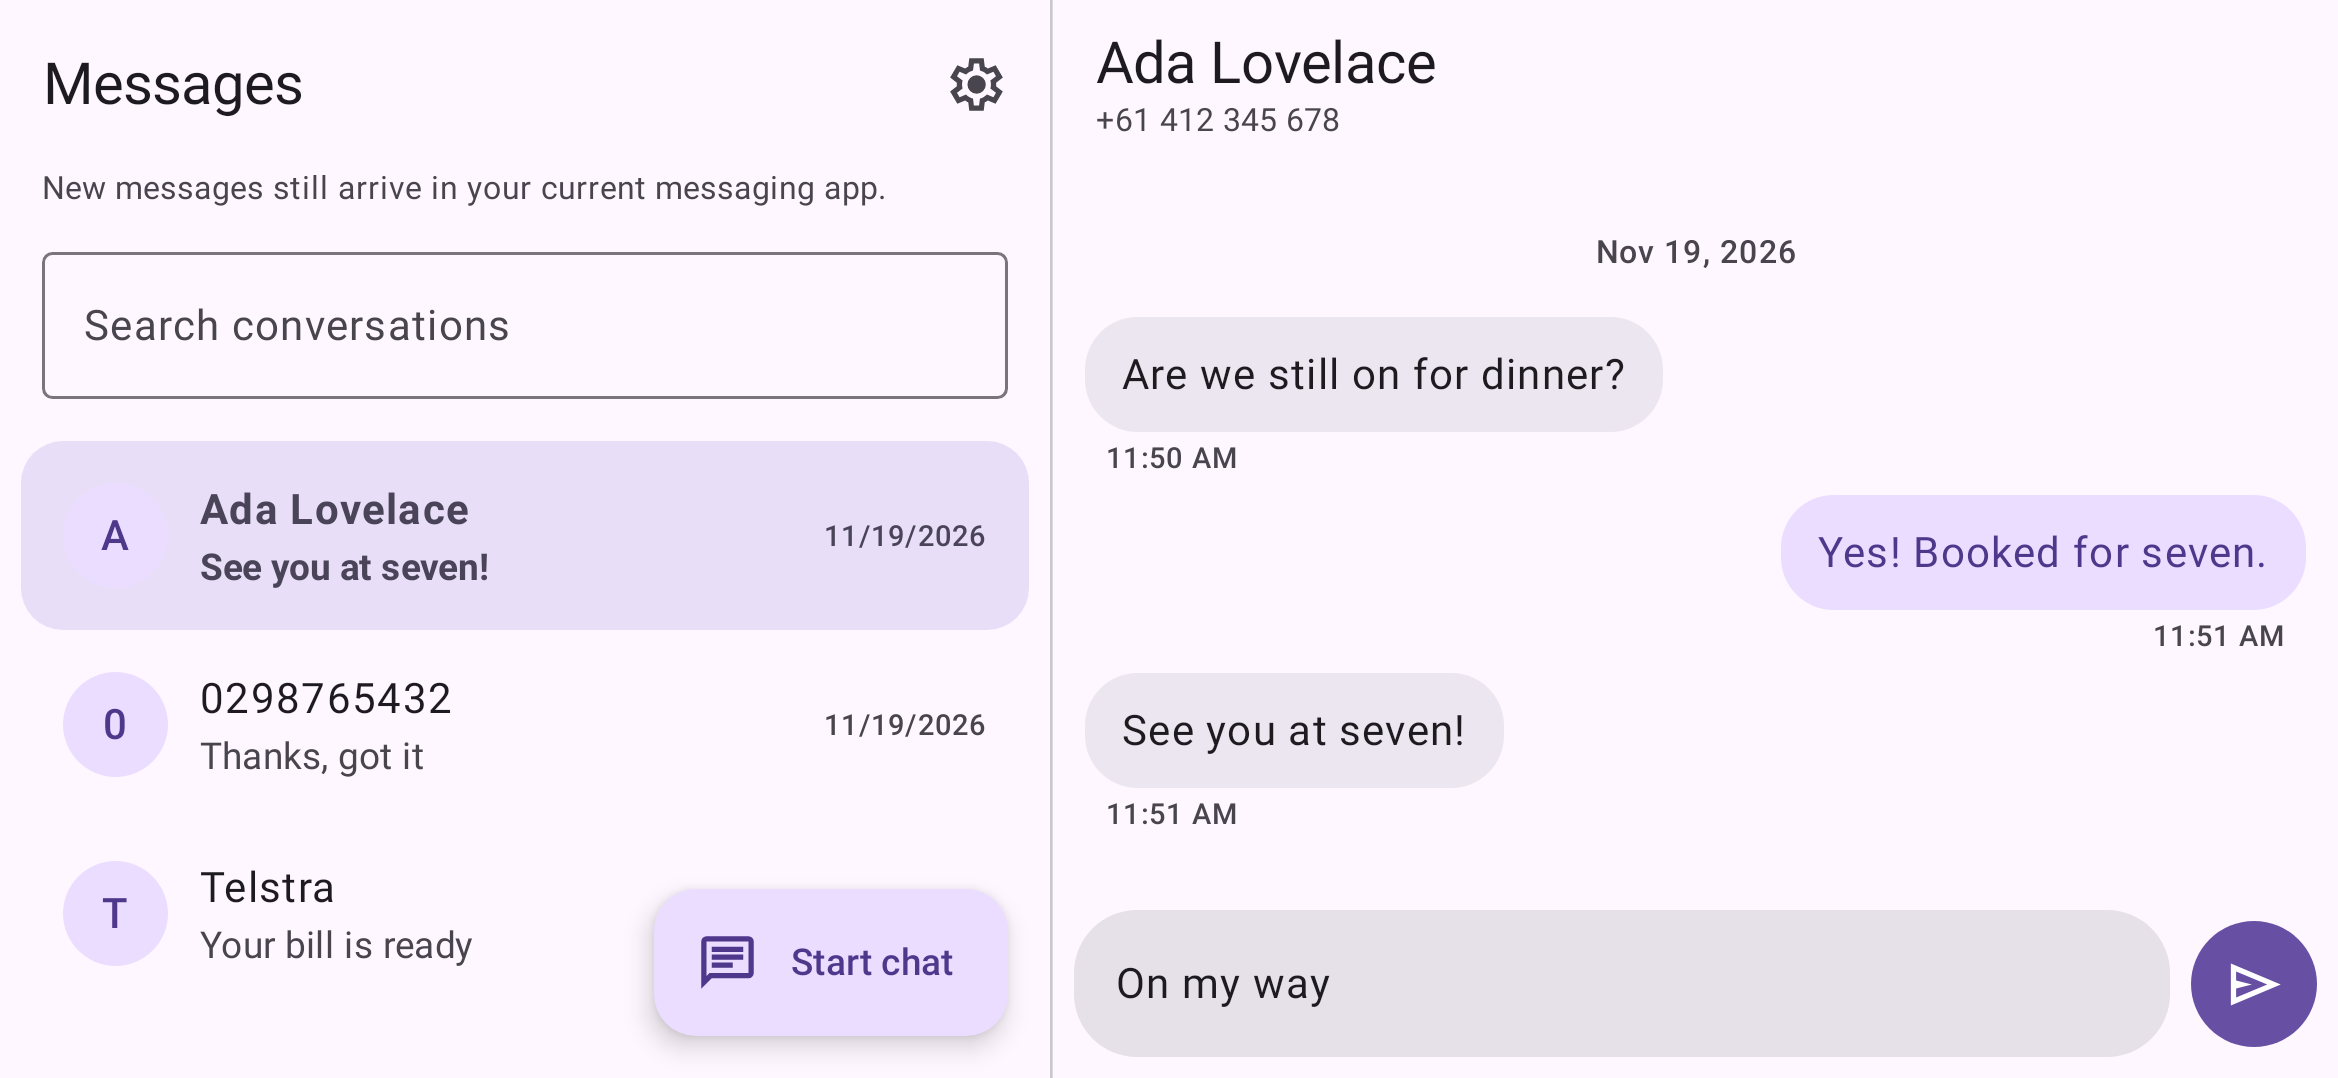 Messages
New messages still arrive in your current messaging app.
Search conversations
A
Ada Lovelace
See you at seven!
11/19/2026
0
0298765432
Thanks, got it
11/19/2026
T
Telstra
Your bill is ready
Start chat
Ada Lovelace
+61 412 345 678
Nov 19, 2026
Are we still on for dinner?
11:50 AM
Yes! Booked for seven.
11:51 AM
See you at seven!
11:51 AM
On my way